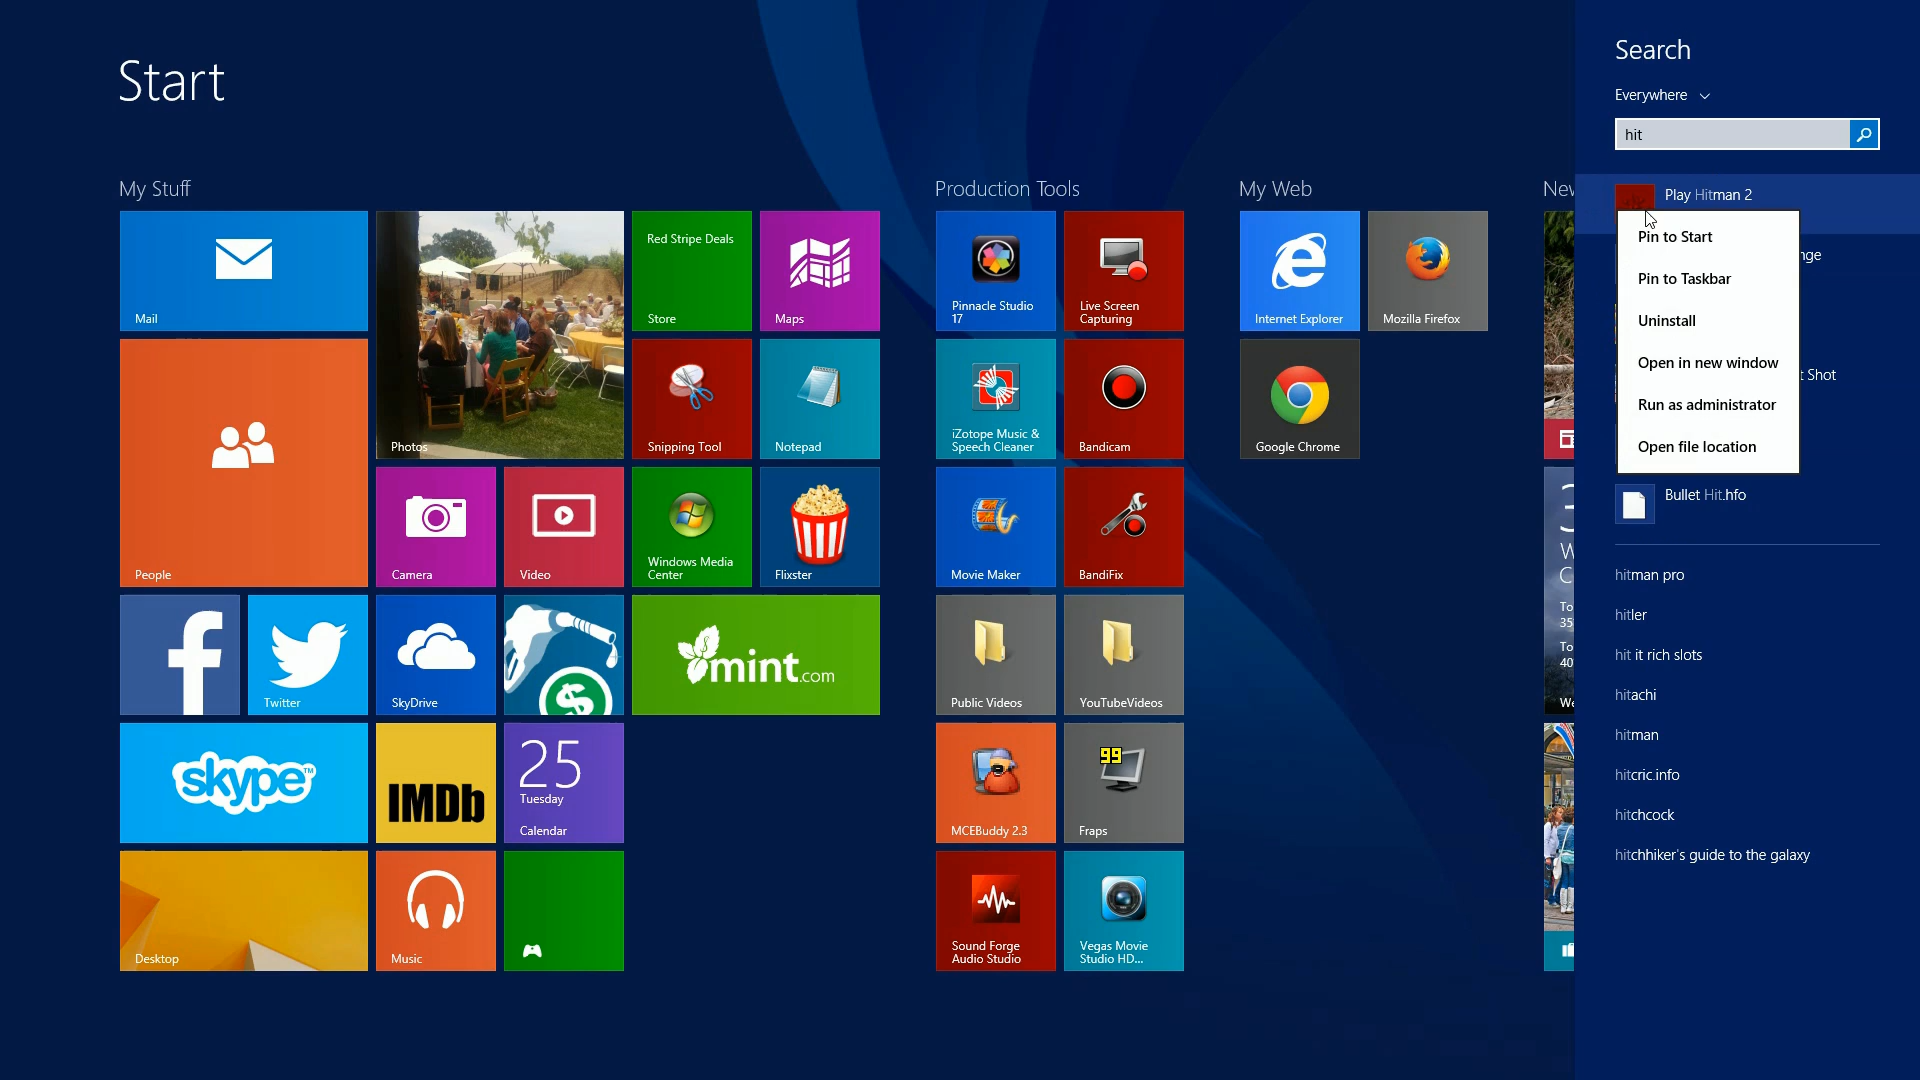 Start
My Stuff
Mail
People
Twitter
skype™
Desktop
Photos
Camera
Video
SkyDrive
IMDb
25
Tuesday
Calendar
Music
Red Stripe Deals
Store
Maps
Snipping Tool
Notepad
Windows Media
Center
Flixster
mint.com
Production Tools
Pinnacle Studio
17
Live Screen
Capturing
iZotope Music &
Speech Cleaner
Bandicam
Movie Maker
BandiFix
Public Videos
YouTubeVideos
MCEBuddy 2.3
99
Fraps
Sound Forge
Audio Studio
Vegas Movie
Studio HD...
My Web
Internet Explorer
Mozilla Firefox
Google Chrome
Search
Everywhere
hit
Play Hitman 2
Pin to Start
Pin to Taskbar
Uninstall
Open in new window
Run as administrator
Open file location
Shot
Bullet Hit.hfo
hitman pro
hitler
hit it rich slots
hitachi
hitman
hitcric.info
hitchcock
hitchhiker's guide to the galaxy